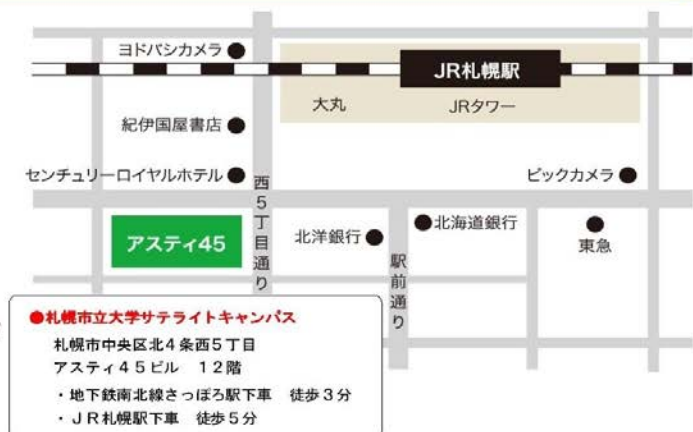 ヨドバシカメラ
JR札幌駅
大丸
JRタワー
紀伊国屋書店
センチュリーロイヤルホテル
ビックカメラ
西5丁目通り
アスティ45
北洋銀行
北海道銀行
東急
駅前通り
●札幌市立大学サテライトキャンパス
札幌市中央区北4条西5丁目
アスティ45ビル 12階
・地下鉄南北線さっぽろ駅下車 徒歩3分
・JR札幌駅下車 徒歩5分